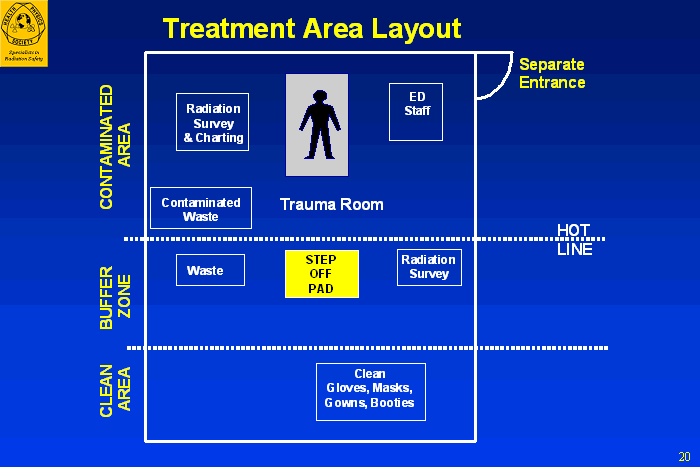 HEALTH PHYSICS
SOCIETY
Specialists in
Radiation Safety
Treatment Area Layout
Separate
Entrance
CONTAMINATED
AREA
Radiation
Survey
& Charting
ED
Staff
Contaminated
Waste
Trauma Room
HOT
LINE
BUFFER
ZONE
Waste
STEP
OFF
PAD
Radiation
Survey
CLEAN
AREA
Clean
Gloves, Masks,
Gowns, Booties
20